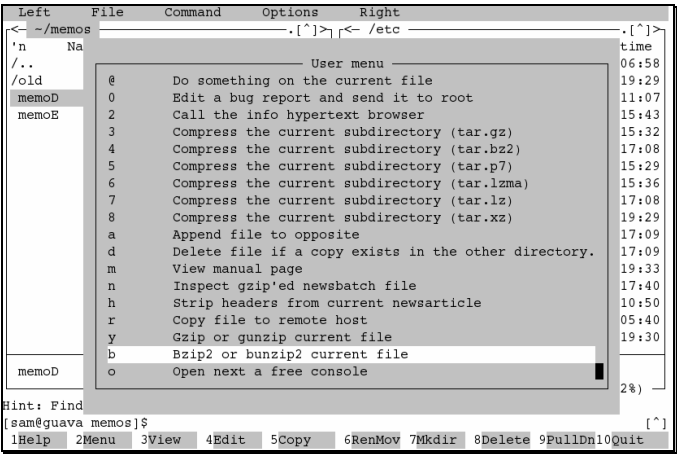 Left File Command Options Right
<─ ~/memos ─.[^]>┐┌<─ /etc ─.[^]>
'n Na time
/.. 06:58
User menu
/old @ Do something on the current file 19:29
memoD 0 Edit a bug report and send it to root 11:07
memoE 2 Call the info hypertext browser 15:43
3 Compress the current subdirectory (tar.gz) 15:32
4 Compress the current subdirectory (tar.bz2) 17:08
5 Compress the current subdirectory (tar.p7) 15:29
6 Compress the current subdirectory (tar.lzma) 15:36
7 Compress the current subdirectory (tar.lz) 17:08
8 Compress the current subdirectory (tar.xz) 19:29
a Append file to opposite 17:09
d Delete file if a copy exists in the other directory. 17:09
m View manual page 19:33
n Inspect gzip'ed newsbatch file 17:40
h Strip headers from current newsarticle 10:50
r Copy file to remote host 05:40
y Gzip or gunzip current file 19:30
b Bzip2 or bunzip2 current file
memoD o Open next a free console
2%)
Hint: Find
[sam@guava memos]$ [^]
1Help 2Menu 3View 4Edit 5Copy 6RenMov 7Mkdir 8Delete 9PullDn10Quit